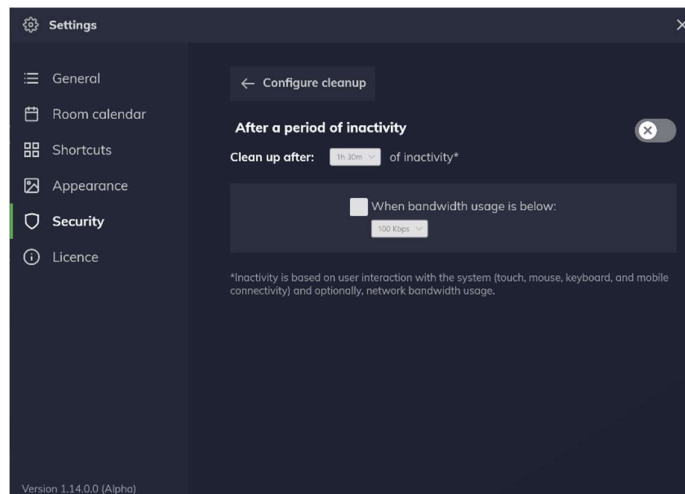 Settings
General
Room calendar
Shortcuts
Appearance
Security
Licence
Version 1.14.0.0 (Alpha)
← Configure cleanup
After a period of inactivity
Clean up after: 1h 30m of inactivity*
When bandwidth usage is below:
100 Kbps
*Inactivity is based on user interaction with the system (touch, mouse, keyboard, and mobile
connectivity) and optionally, network bandwidth usage.